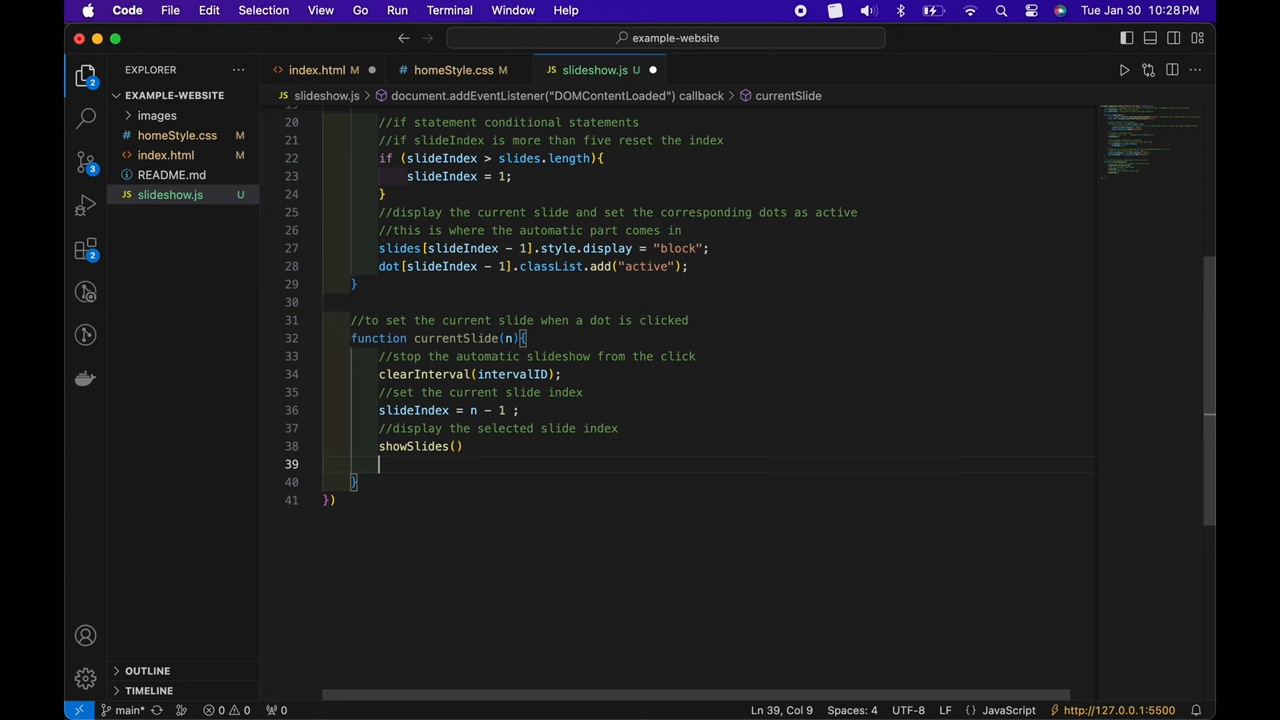 Code File Edit Selection View Go Run Terminal Window Help Tue Jan 30 10:28 PM
example-website
EXPLORER
index.html M
homeStyle.css M
slideshow.js U
EXAMPLE-WEBSITE
slideshow.js > document.addEventListener("DOMContentLoaded") callback > currentSlide
images
homeStyle.css M
index.html M
README.md
slideshow.js U
2
3
2
20 //if statement conditional statements
21 //if slideIndex is more than five reset the index
22 if (slideIndex > slides.length){
23 slideIndex = 1;
24 }
25 //display the current slide and set the corresponding dots as active
26 //this is where the automatic part comes in
27 slides[slideIndex - 1].style.display = "block";
28 dot[slideIndex - 1].classList.add("active");
29 }
30
31 //to set the current slide when a dot is clicked
32 function currentSlide(n){
33 //stop the automatic slideshow from the click
34 clearInterval(intervalID);
35 //set the current slide index
36 slideIndex = n - 1 ;
37 //display the selected slide index
38 showSlides()
39
40 }
41 })
OUTLINE
TIMELINE
main* 0 0 0 Ln 39, Col 9 Spaces: 4 UTF-8 LF {} JavaScript http://127.0.0.1:5500